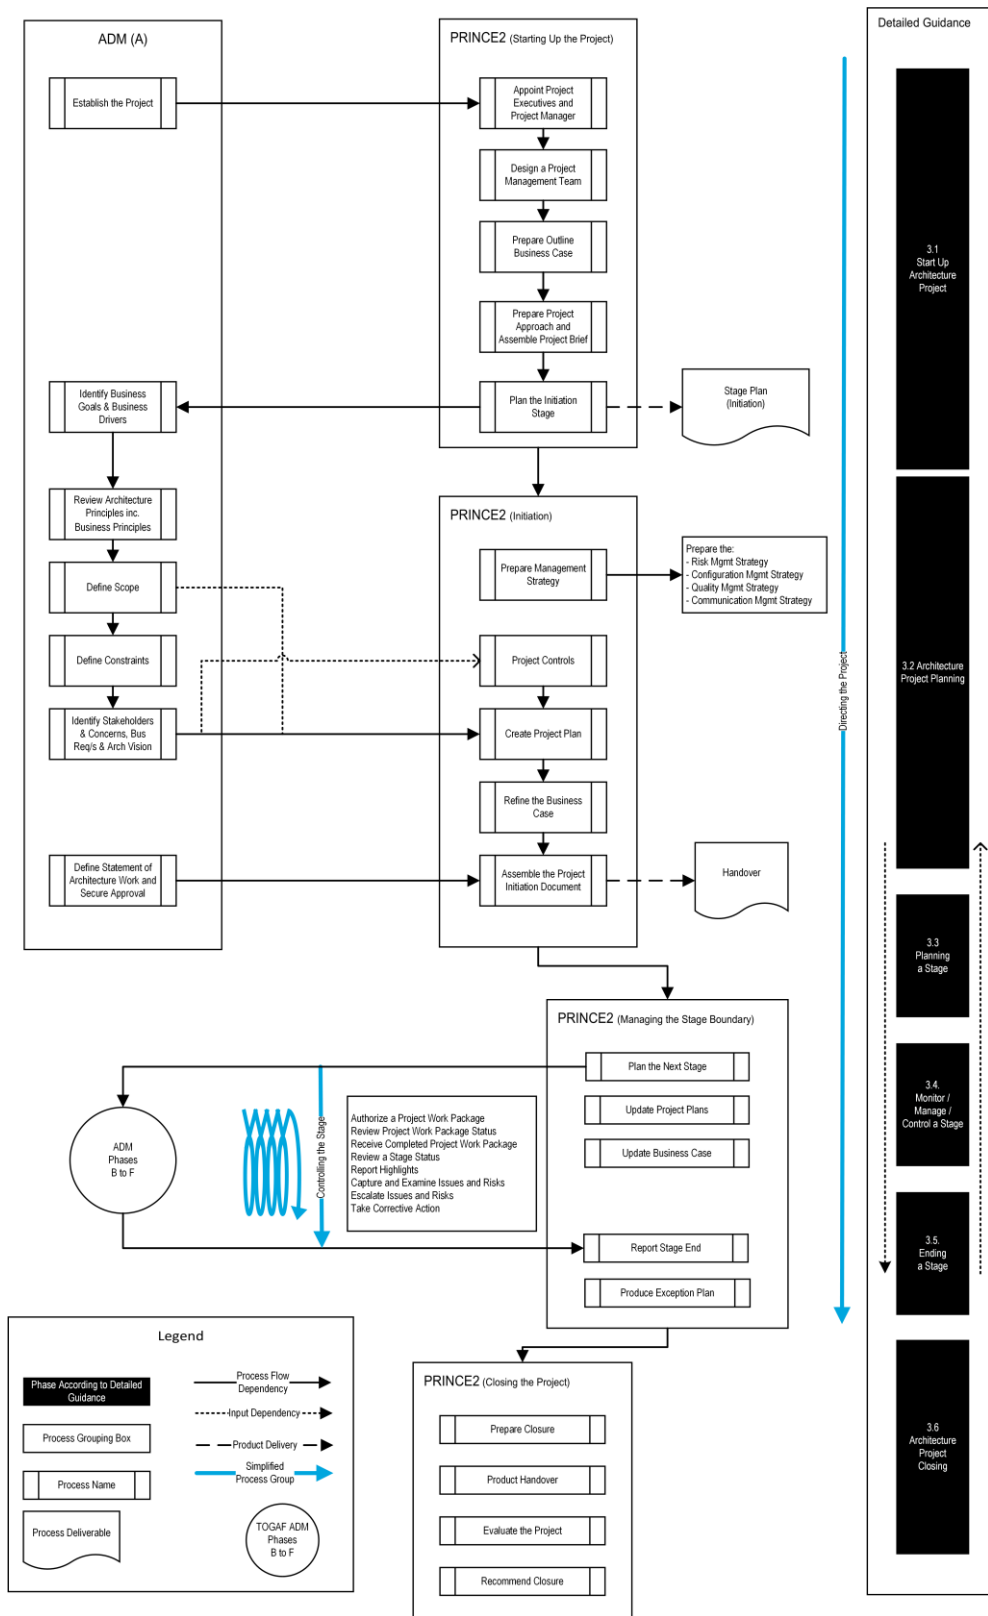 ADM (A)
Establish the Project
Identify Business
Goals & Business
Drivers
Review Architecture
Principles inc.
Business Principles
Define Scope
Define Constraints
Identify Stakeholders
& Concerns, Bus
Req/s & Arch Vision
Define Statement of
Architecture Work and
Secure Approval
PRINCE2 (Starting Up the Project)
Appoint Project
Executives and
Project Manager
Design a Project
Management Team
Prepare Outline
Business Case
Prepare Project
Approach and
Assemble Project Brief
Plan the Initiation
Stage
Stage Plan
(Initiation)
PRINCE2 (Initiation)
Prepare Management
Strategy
Prepare the:
- Risk Mgmt Strategy
- Configuration Mgmt Strategy
- Quality Mgmt Strategy
- Communication Mgmt Strategy
Project Controls
Create Project Plan
Refine the Business
Case
Assemble the Project
Initiation Document
Handover
PRINCE2 (Managing the Stage Boundary)
Plan the Next Stage
Update Project Plans
Update Business Case
Report Stage End
Produce Exception Plan
ADM
Phases
B to F
Controlling the Stage
Authorize a Project Work Package
Review Project Work Package Status
Receive Completed Project Work Package
Review a Stage Status
Report Highlights
Capture and Examine Issues and Risks
Escalate Issues and Risks
Take Corrective Action
PRINCE2 (Closing the Project)
Prepare Closure
Product Handover
Evaluate the Project
Recommend Closure
Directing the Project
Detailed Guidance
3.1
Start Up
Architecture
Project
3.2 Architecture
Project Planning
3.3
Planning
a Stage
3.4.
Monitor /
Manage /
Control a Stage
3.5.
Ending
a Stage
3.6
Architecture
Project
Closing
Legend
Phase According to Detailed
Guidance
Process Grouping Box
Process Name
Process Deliverable
Process Flow
Dependency
Input Dependency
Product Delivery
Simplified
Process Group
TOGAF ADM
Phases
B to F